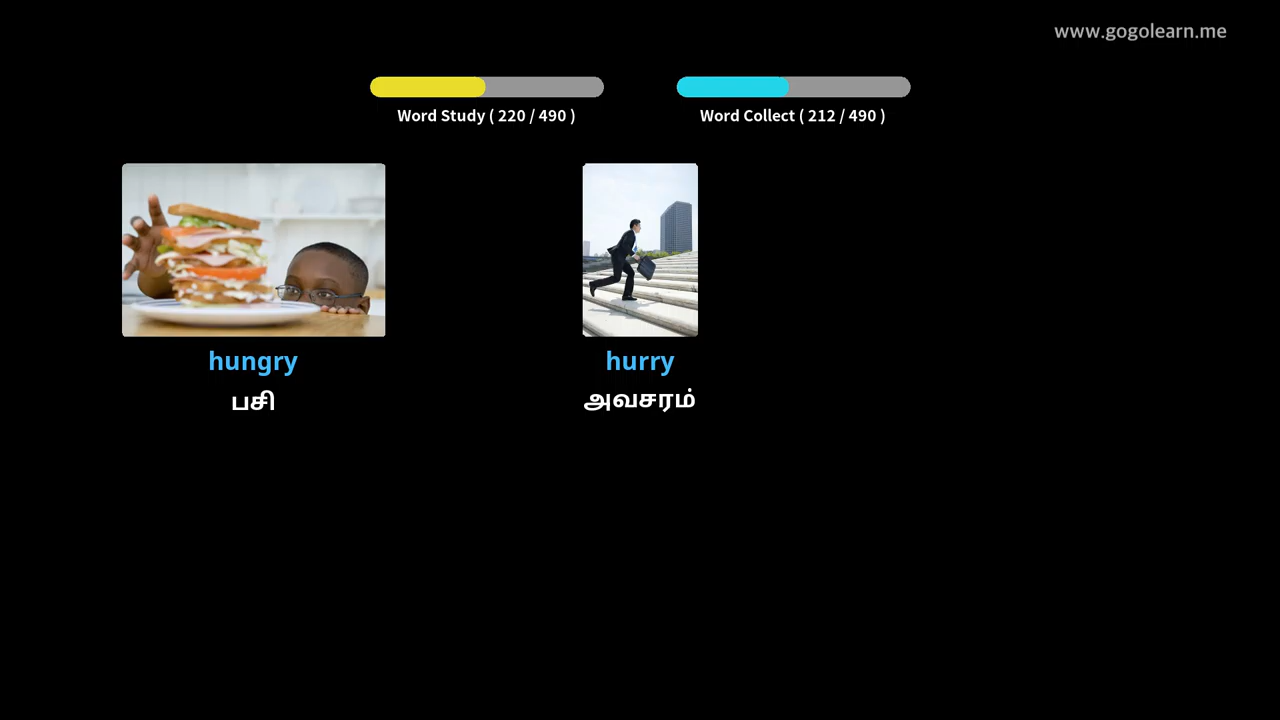 www.gogolearn.me
Word Study ( 220 / 490 )
Word Collect ( 212 / 490 )
hungry
பசி
hurry
அவசரம்